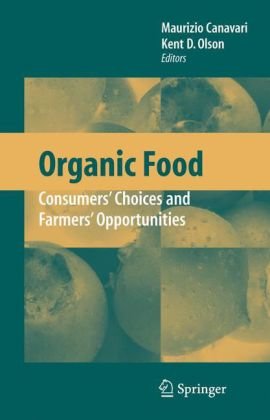 Maurizio Canavari
Kent D. Olson
Editors
Organic Food
Consumers' Choices and
Farmers' Opportunities
Springer